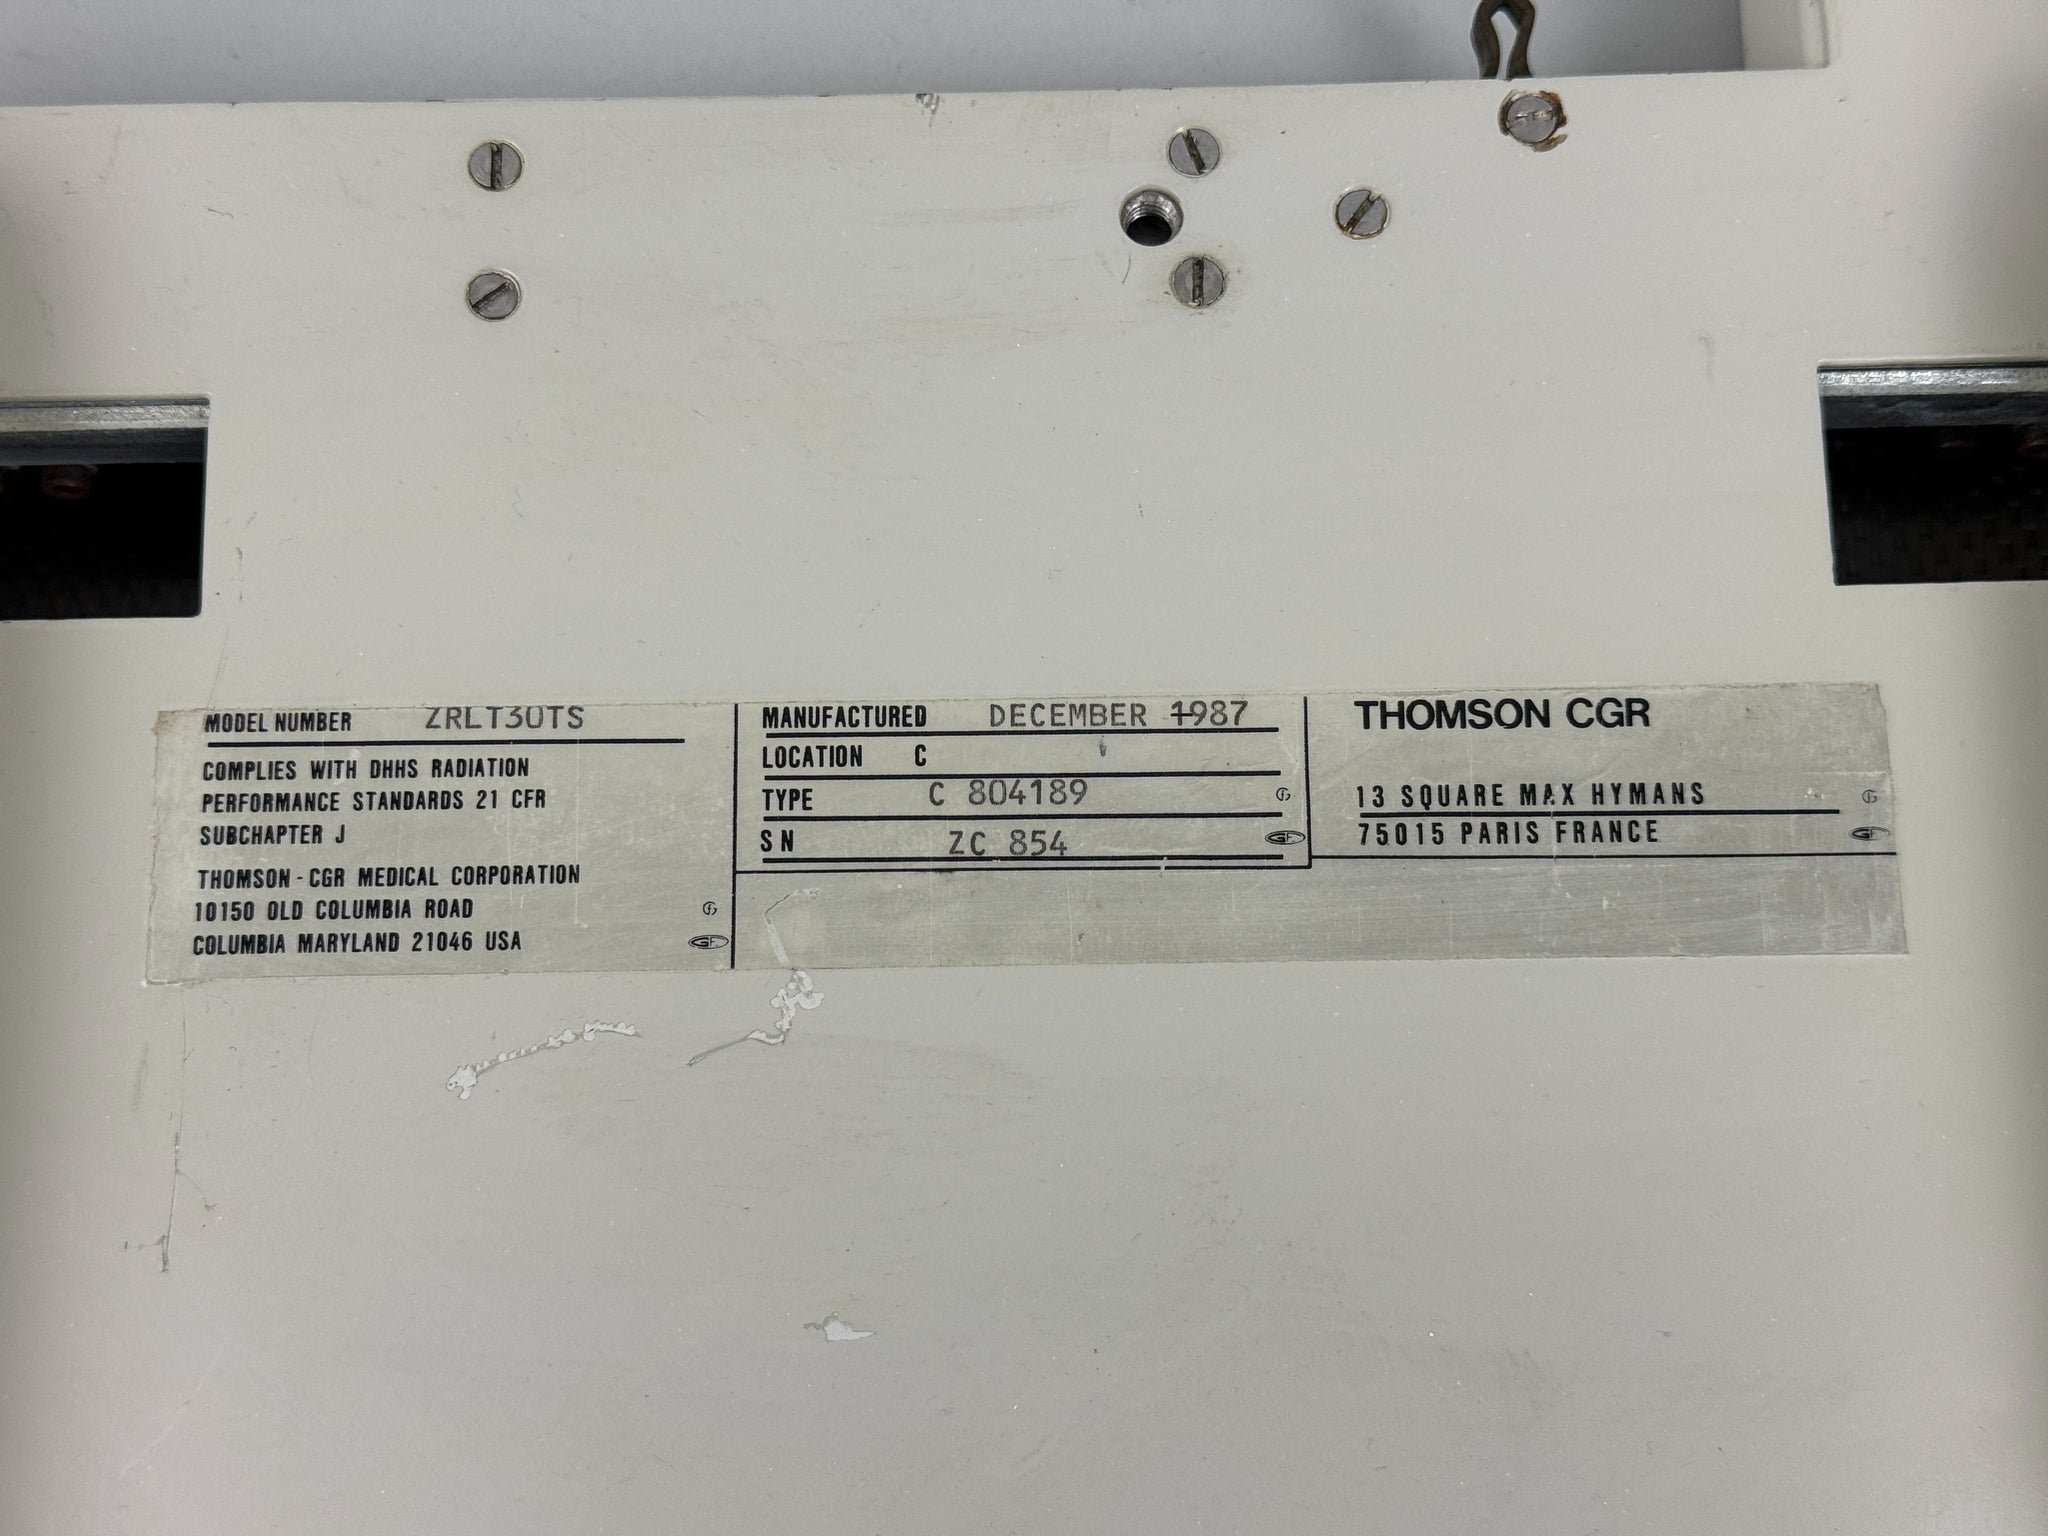 MODEL NUMBER ZRLT30TS
COMPLIES WITH DHHS RADIATION
PERFORMANCE STANDARDS 21 CFR
SUBCHAPTER J
THOMSON-CGR MEDICAL CORPORATION
10150 OLD COLUMBIA ROAD
COLUMBIA MARYLAND 21046 USA
MANUFACTURED DECEMBER 1987
LOCATION C
TYPE C 804189
SN ZC 854
THOMSON CGR
13 SQUARE MAX HYMANS
75015 PARIS FRANCE